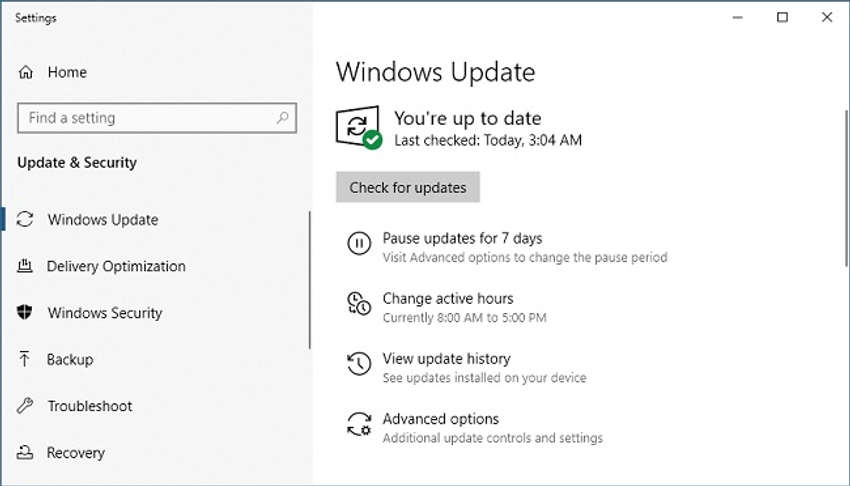 Settings
Home
Find a setting
Update & Security
Windows Update
Delivery Optimization
Windows Security
Backup
Troubleshoot
Recovery
Windows Update
You're up to date
Last checked: Today, 3:04 AM
Check for updates
Pause updates for 7 days
Visit Advanced options to change the pause period
Change active hours
Currently 8:00 AM to 5:00 PM
View update history
See updates installed on your device
Advanced options
Additional update controls and settings